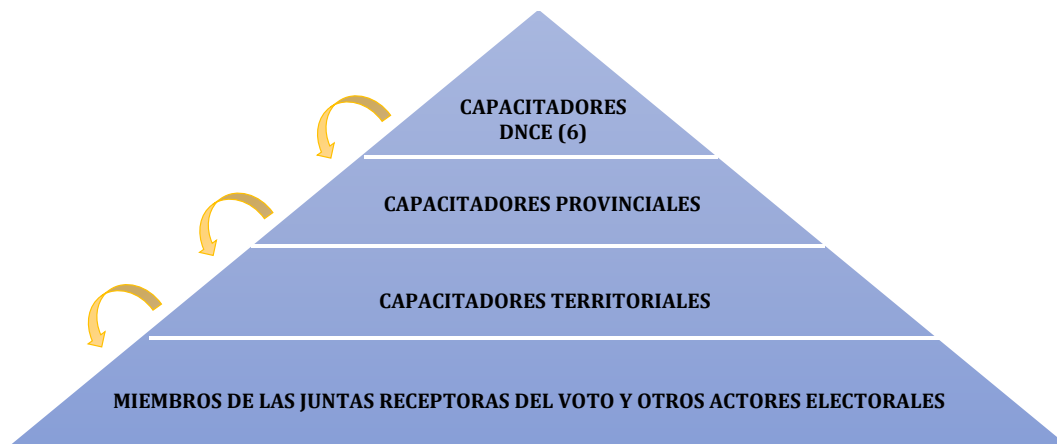 CAPACITADORES
DNCE (6)
CAPACITADORES PROVINCIALES
CAPACITADORES TERRITORIALES
MIEMBROS DE LAS JUNTAS RECEPTORAS DEL VOTO Y OTROS ACTORES ELECTORALES